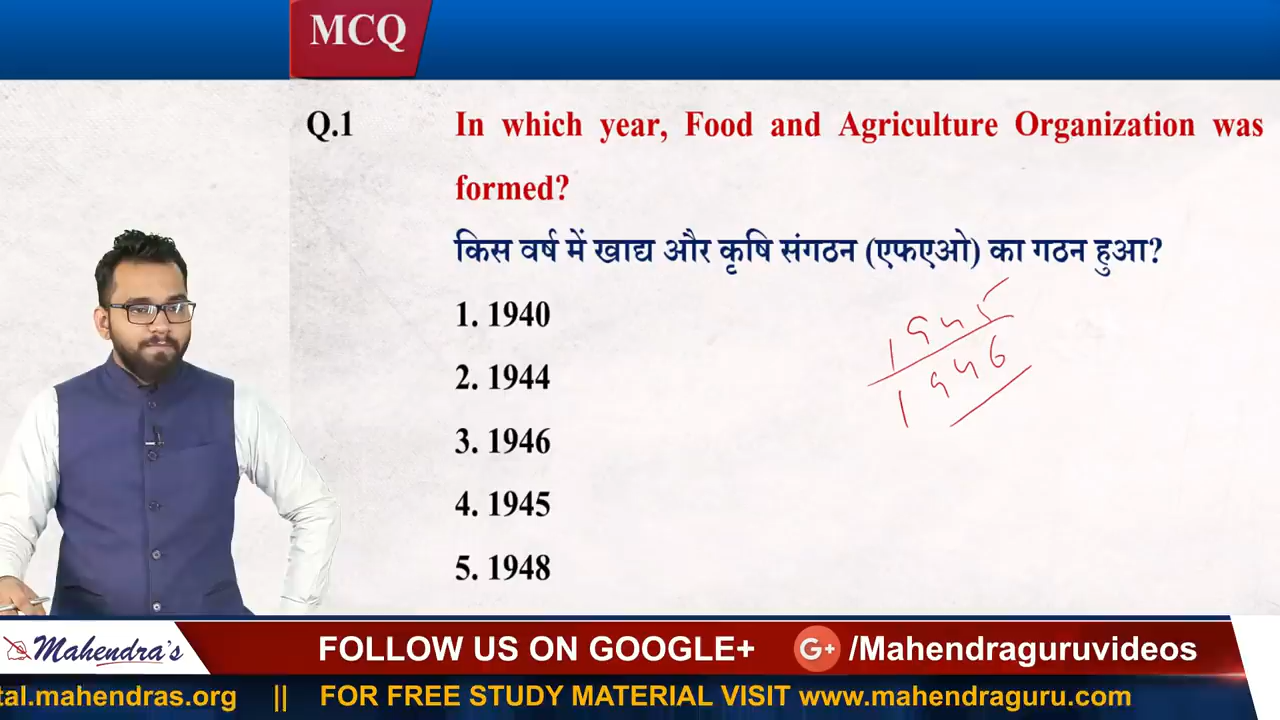 MCQ
Q.1 In which year, Food and Agriculture Organization was
formed?
किस वर्ष में खाद्य और कृषि संगठन (एफएओ) का गठन हुआ?
1945
1946
1. 1940
2. 1944
3. 1946
4. 1945
5. 1948
Mahendra's FOLLOW US ON GOOGLE+ G+ /Mahendraguruvideos
tal.mahendras.org || FOR FREE STUDY MATERIAL VISIT www.mahendraguru.com